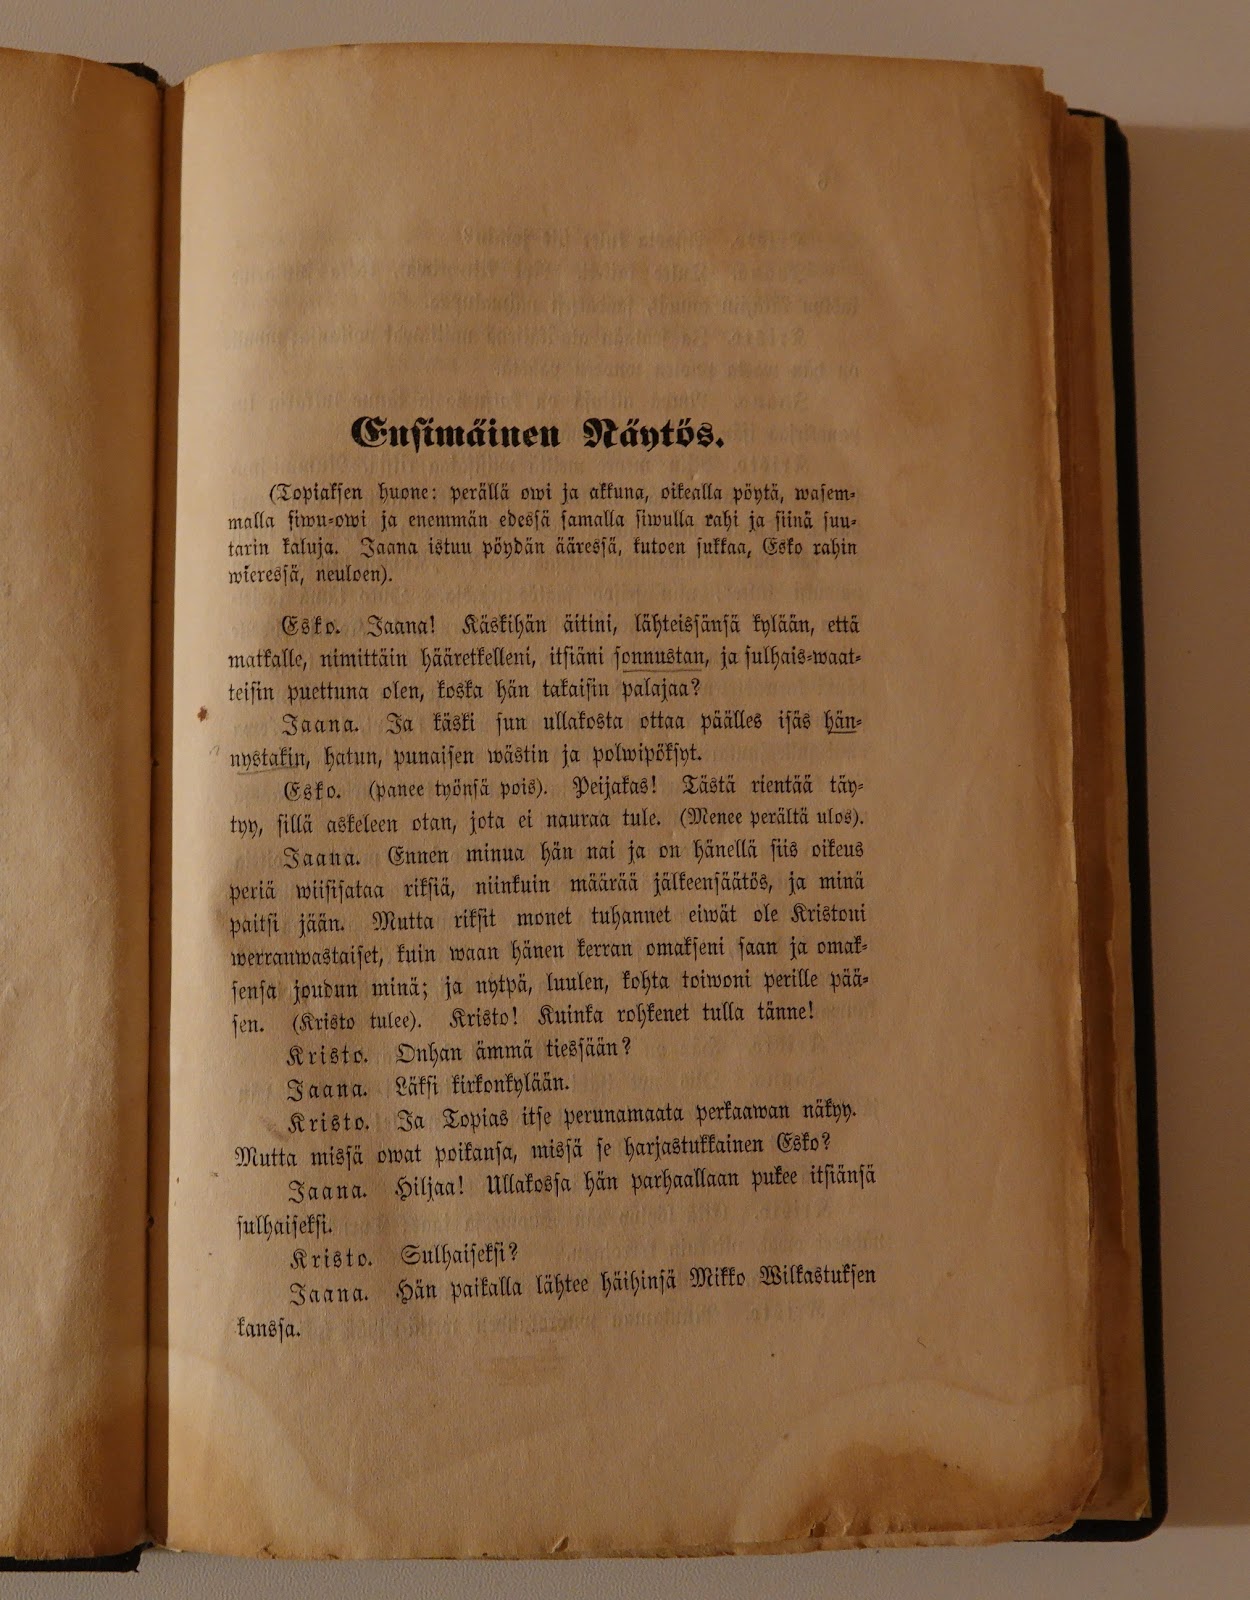 Ensimäinen Näytös.
(Topiaksen huone: perällä owi ja akkuna, oikealla pöytä, wasem-
malla siwu-owi ja enemmän edessä samalla siwulla rahi ja siinä suu-
tarin kaluja. Jaana istuu pöydän ääressä, kutoen sukkaa, Esko rahin
wieressä, neuloen).
Esko. Jaana! Käskihän äitini, lähteissänsä kylään, että
matkalle, nimittäin hääretkelleni, itsiäni sonnustan, ja sulhais-waat-
teisin puettuna olen, koska hän takaisin palajaa?
Jaana. Ja käski sun ullakosta ottaa päälles isäs hän-
nystakin, hatun, punaisen wästin ja polwipöksyt.
Esko. (panee työnsä pois). Peijakas! Tästä rientää täy-
tyy, sillä askeleen otan, jota ei nauraa tule. (Menee perältä ulos).
Jaana. Ennen minua hän nai ja on hänellä siis oikeus
periä wiisisataa riksiä, niinkuin määrää jälkeensäätös, ja minä
paitsi jään. Mutta riksit monet tuhannet eiwät ole Kristoni
werranwastaiset, kuin waan hänen kerran omakseni saan ja omak-
sensa joudun minä; ja nytpä, luulen, kohta toiwoni perille pää-
sen. (Kristo tulee). Kristo! Kuinka rohkenet tulla tänne!
Kristo. Onhan ämmä tiessään?
Jaana. Läksi kirkonkylään.
Kristo. Ja Topias itse perunamaata perkaawan näkyy.
Mutta missä owat poikansa, missä se harjastukkainen Esko?
Jaana. Hiljaa! Ullakossa hän parhaallaan pukee itsiänsä
sulhaiseksi.
Kristo. Sulhaiseksi?
Jaana. Hän paikalla lähtee häihinsä Mikko Wilkastuksen
kanssa.